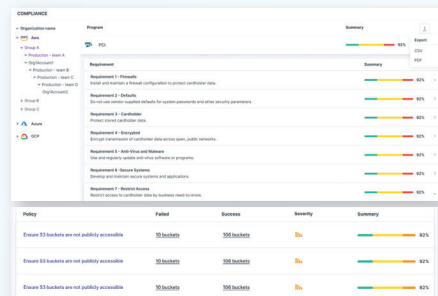 COMPLIANCE
Organization name
Aws
Group A
Production - team A
Org/Account1
Production - team B
Production - team C
Production - team D
Org/Account2
Group B
Group C
Azure
GCP
Program Summary
PCI 92%
Export
CSV
PDF
Requirement Summary
Requirement 1 - Firewalls
Install and maintain a firewall configuration to protect cardholder data.
92%
Requirement 2 - Defaults
Do not use vendor-supplied defaults for system passwords and other security parameters.
92%
Requirement 3 - Cardholder
Protect stored cardholder data.
92%
Requirement 4 - Encrypted
Encrypt transmission of cardholder data across open, public networks.
92%
Requirement 5 - Anti-Virus and Malware
Use and regularly update anti-virus software or programs.
92%
Requirement 6 - Secure Systems
Develop and maintain secure systems and applications.
92%
Requirement 7 - Restrict Access
Restrict access to cardholder data by business need-to-know.
92%
Policy Failed Success Severity Summary
Ensure S3 buckets are not publicly accessible 10 buckets 106 buckets 92%
Ensure S3 buckets are not publicly accessible 10 buckets 106 buckets 92%
Ensure S3 buckets are not publicly accessible 10 buckets 106 buckets 92%